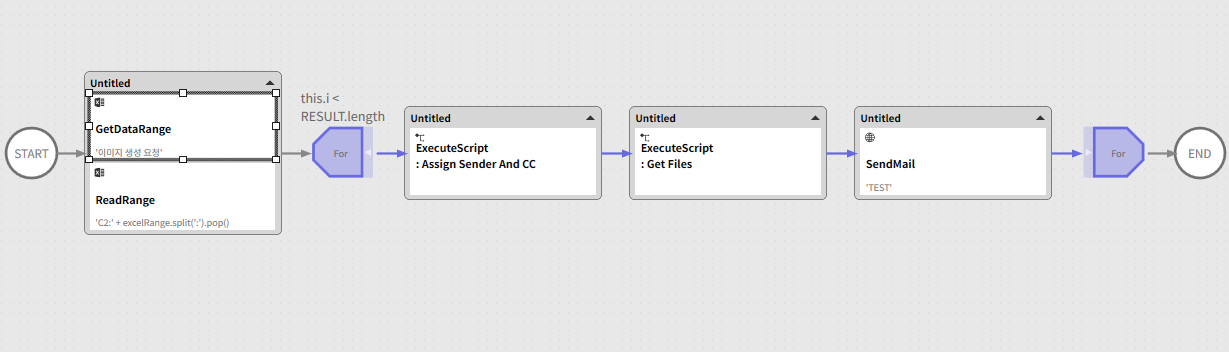 START
Untitled
GetDataRange
'이미지 생성 요청'
ReadRange
'C2:' + excelRange.split(':').pop()
this.i <
RESULT.length
For
Untitled
ExecuteScript
: Assign Sender And CC
Untitled
ExecuteScript
: Get Files
Untitled
SendMail
'TEST'
For
END